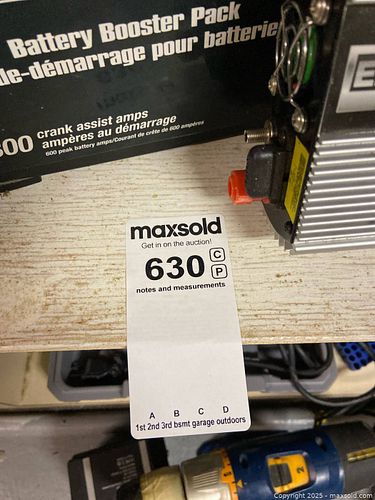 Battery Booster Pack
de-démarrage pour batterie
00 crank assist amps
ampères au démarrage
600 peak battery amps/Courant de crête de 600 ampères
E
maxsold
Get in on the auction!
630 C
P
notes and measurements
A B C D
1st 2nd 3rd bsmt garage outdoors
2
Copyright 2025 - maxsold.com